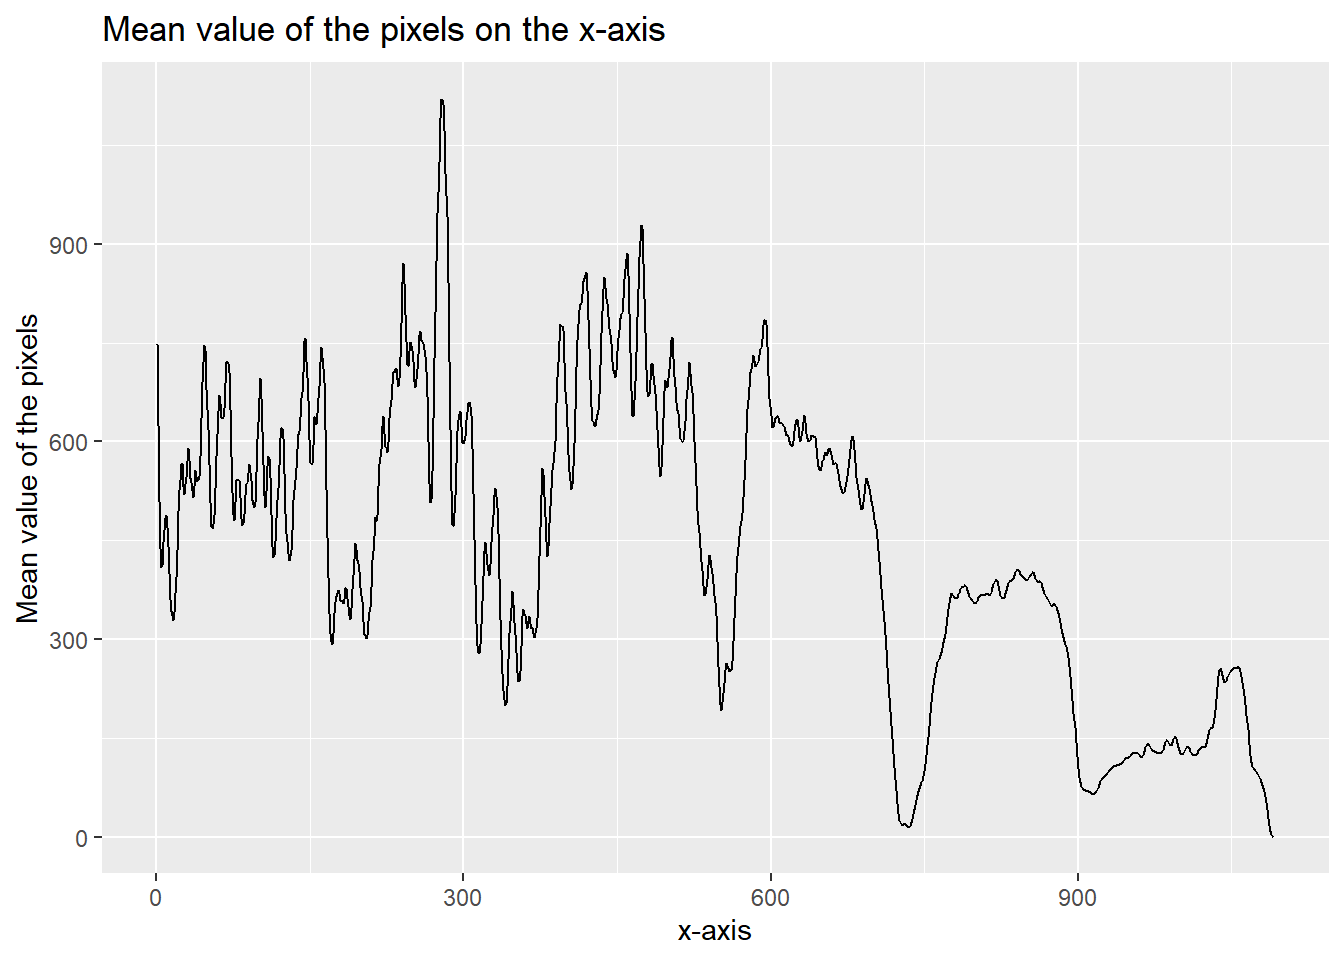 Mean value of the pixels on the x-axis
Mean value of the pixels
900
600
300
0
0 300 600 900
x-axis